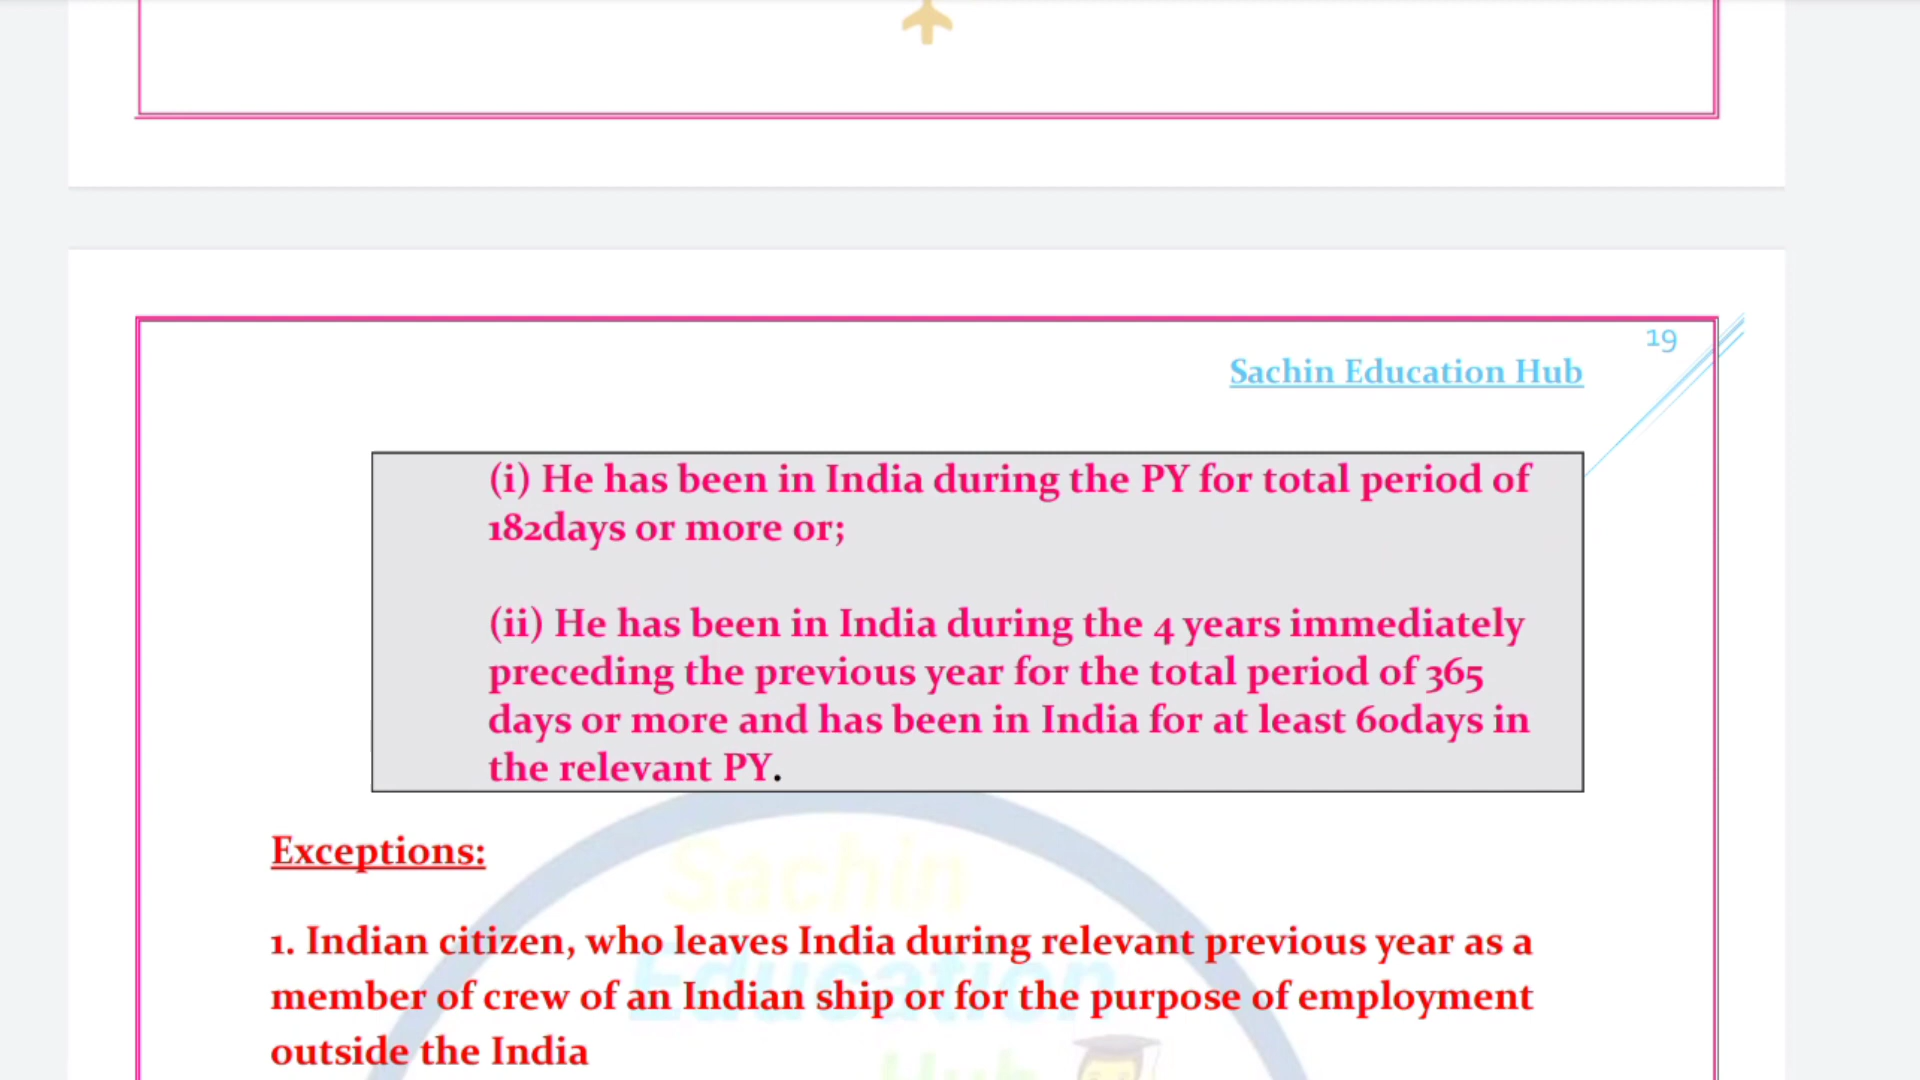 19
Sachin Education Hub
(i) He has been in India during the PY for total period of
182days or more or;
(ii) He has been in India during the 4 years immediately
preceding the previous year for the total period of 365
days or more and has been in India for at least 60days in
the relevant PY.
Exceptions:
Sachin
1. Indian citizen, who leaves India during relevant previous year as a
Education
member of crew of an Indian ship or for the purpose of employment
outside the India
Hub